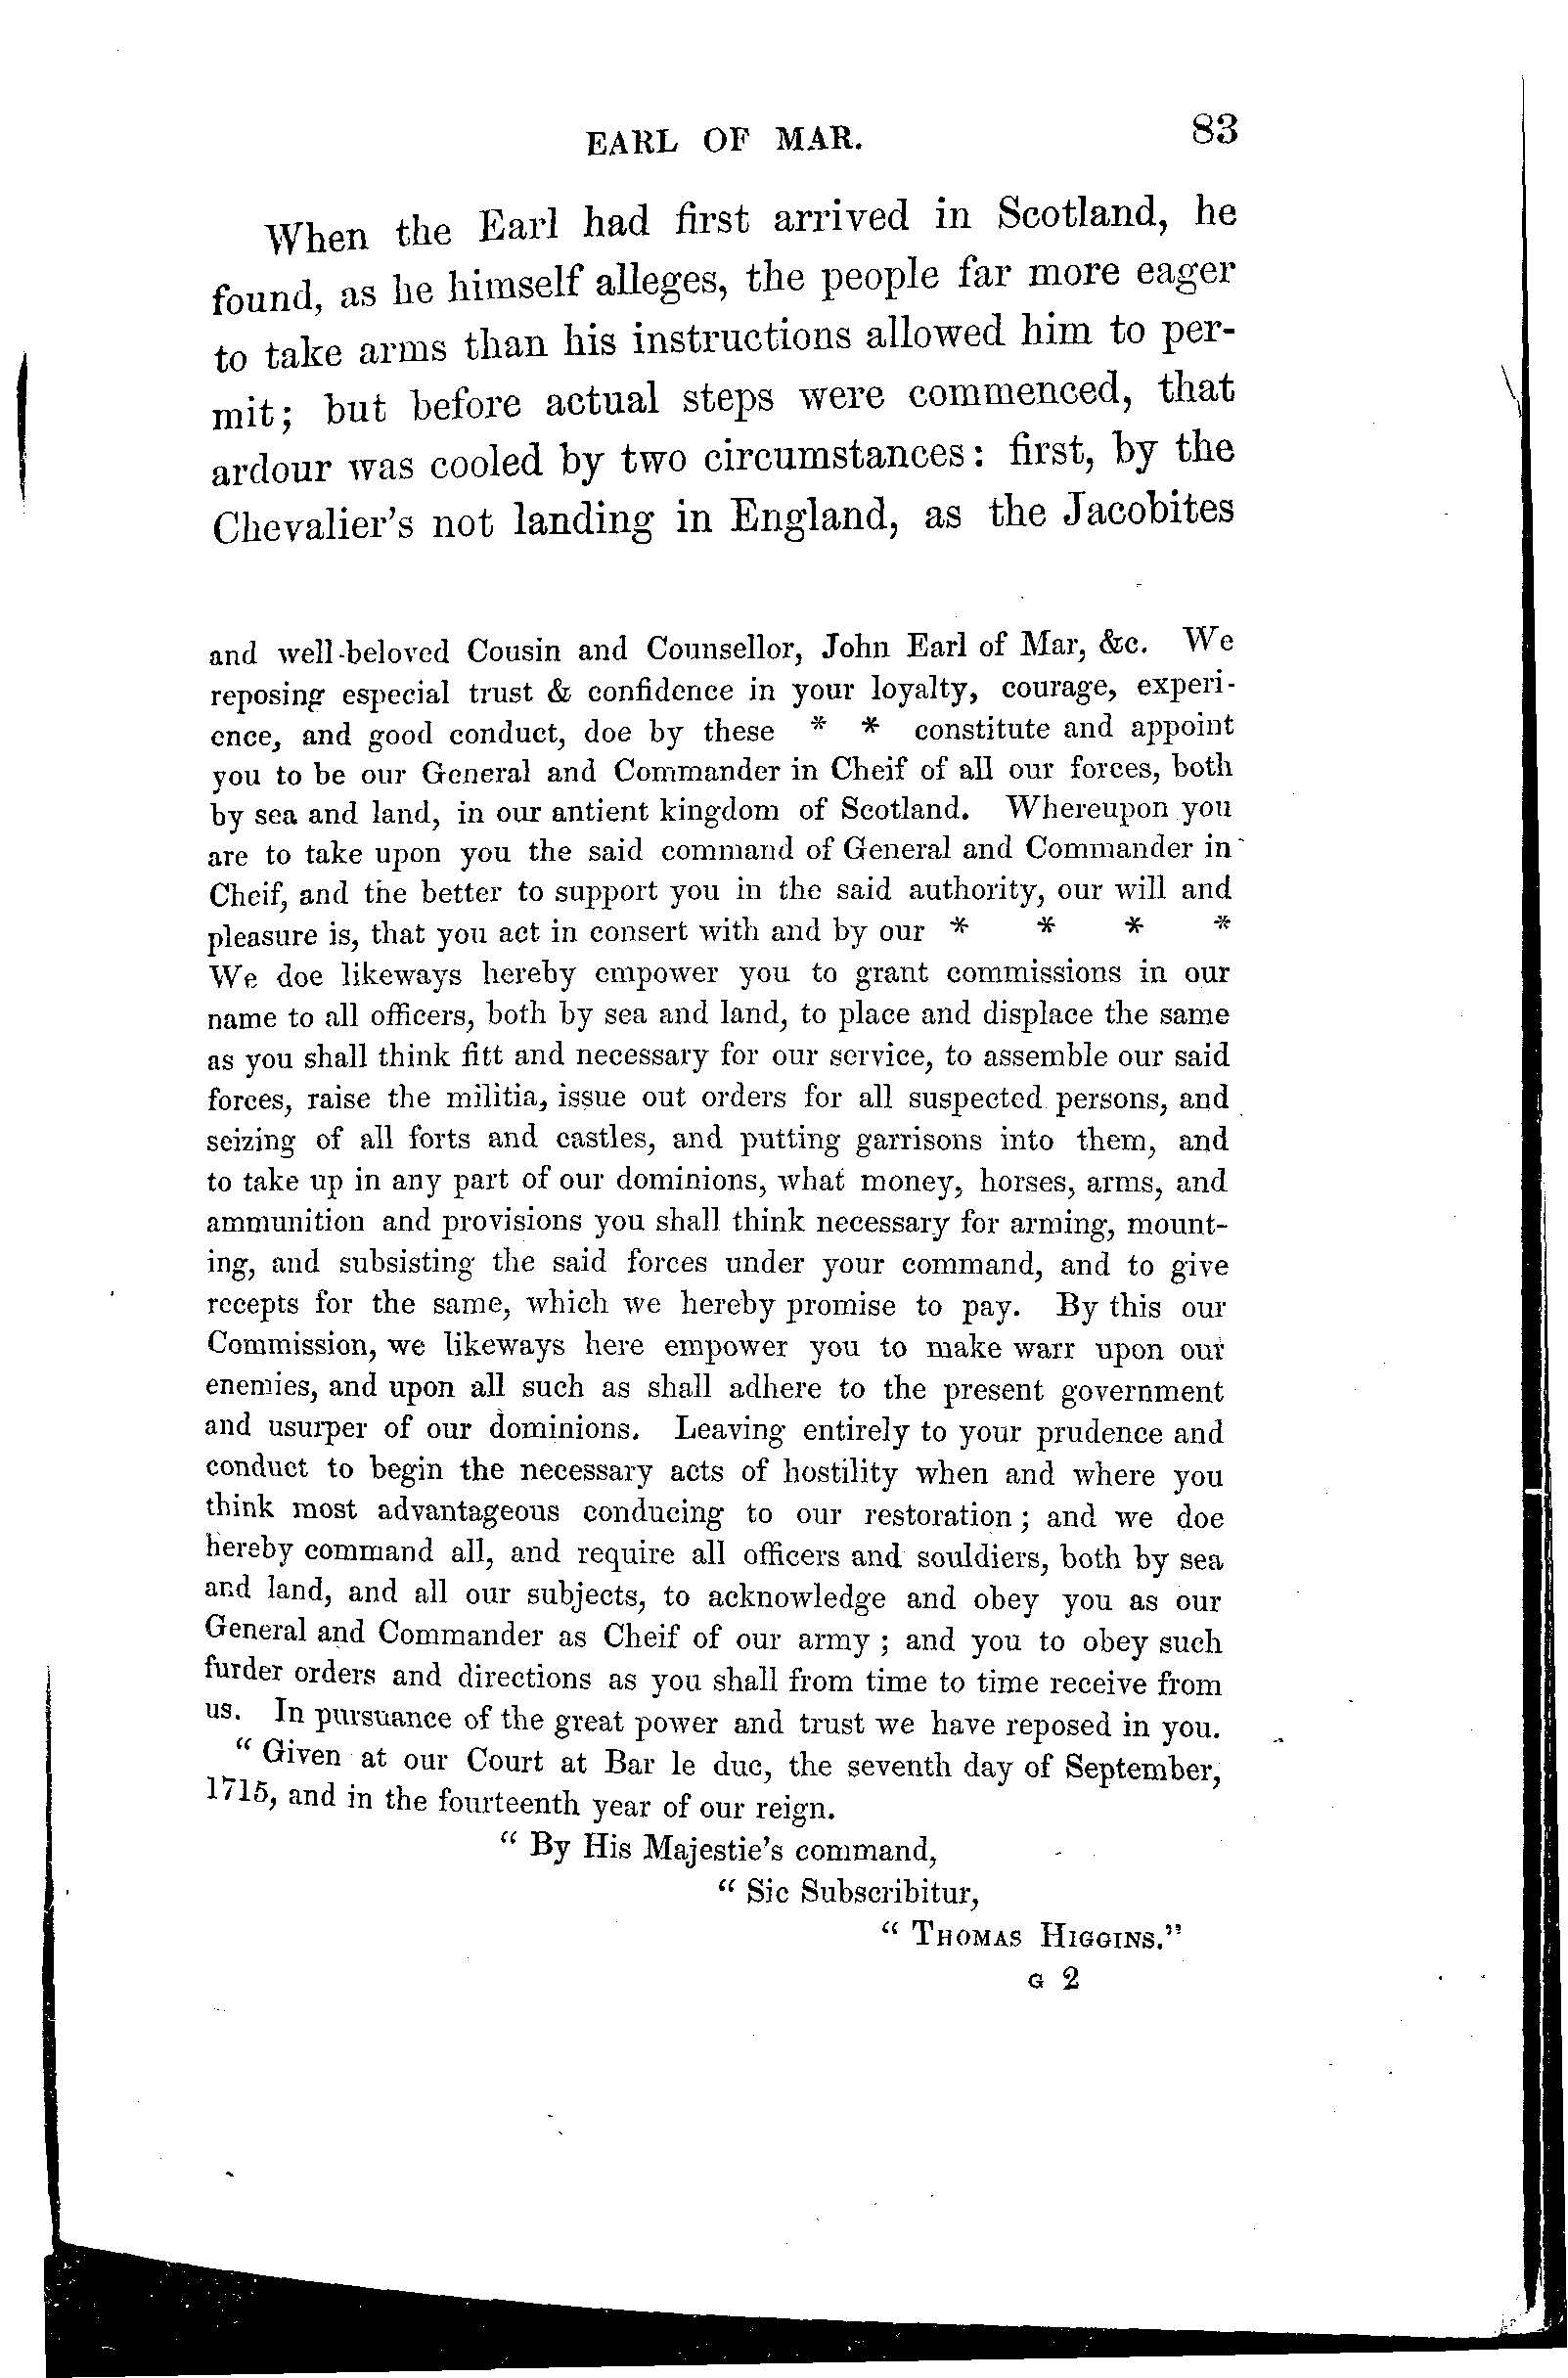 EARL OF MAR. 83
When the Earl had first arrived in Scotland, he
found, as he himself alleges, the people far more eager
to take arms than his instructions allowed him to per-
mit; but before actual steps were commenced, that
ardour was cooled by two circumstances: first, by the
Chevalier's not landing in England, as the Jacobites
and well-beloved Cousin and Counsellor, John Earl of Mar, &c. We
reposing especial trust & confidence in your loyalty, courage, experi-
ence, and good conduct, doe by these * * constitute and appoint
you to be our General and Commander in Cheif of all our forces, both
by sea and land, in our antient kingdom of Scotland. Whereupon you
are to take upon you the said command of General and Commander in
Cheif, and the better to support you in the said authority, our will and
pleasure is, that you act in consert with and by our * * * *
We doe likeways hereby empower you to grant commissions in our
name to all officers, both by sea and land, to place and displace the same
as you shall think fitt and necessary for our service, to assemble our said
forces, raise the militia, issue out orders for all suspected persons, and
seizing of all forts and castles, and putting garrisons into them, and
to take up in any part of our dominions, what money, horses, arms, and
ammunition and provisions you shall think necessary for arming, mount-
ing, and subsisting the said forces under your command, and to give
recepts for the same, which we hereby promise to pay. By this our
Commission, we likeways here empower you to make warr upon our
enemies, and upon all such as shall adhere to the present government
and usurper of our dominions. Leaving entirely to your prudence and
conduct to begin the necessary acts of hostility when and where you
think most advantageous conducing to our restoration; and we doe
hereby command all, and require all officers and souldiers, both by sea
and land, and all our subjects, to acknowledge and obey you as our
General and Commander as Cheif of our army; and you to obey such
furder orders and directions as you shall from time to time receive from
us. In pursuance of the great power and trust we have reposed in you.
"Given at our Court at Bar le duc, the seventh day of September,
1715, and in the fourteenth year of our reign.
"By His Majestie's command,
"Sic Subscribitur,
"THOMAS HIGGINS."
G 2